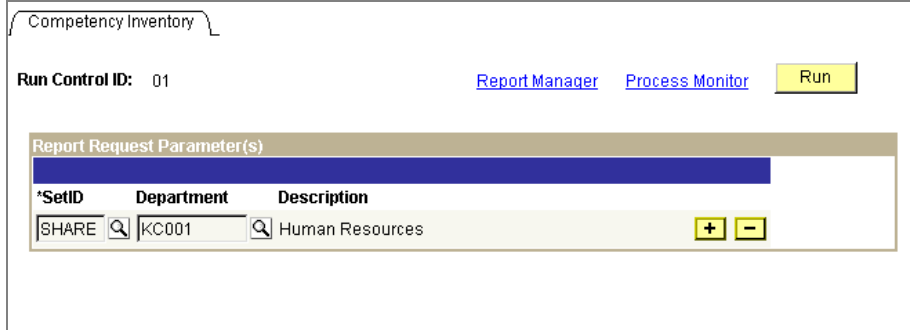 Competency Inventory
Run Control ID: 01 Report Manager Process Monitor Run
Report Request Parameter(s)
*SetID Department Description
SHARE KC001 Human Resources + -